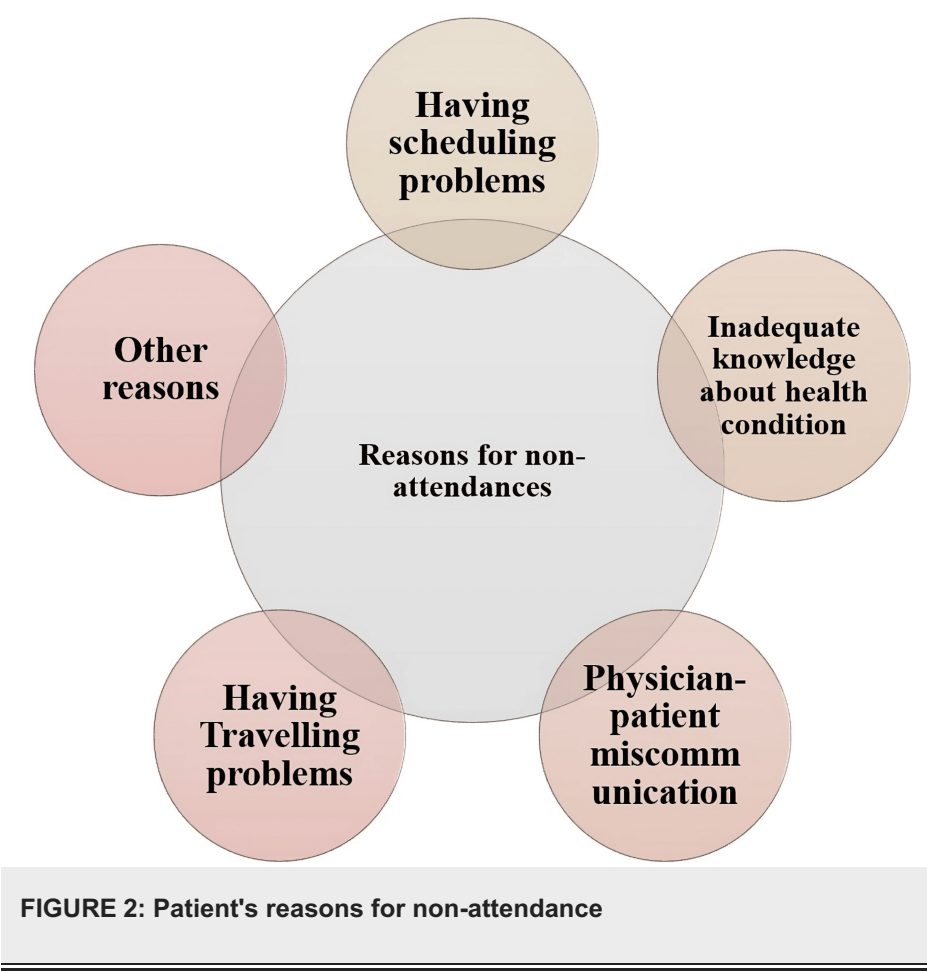 Having
scheduling
problems
Other
reasons
Inadequate
knowledge
about health
condition
Reasons for non-
attendances
Having
Travelling
problems
Physician-
patient
miscomm
unication
FIGURE 2: Patient's reasons for non-attendance